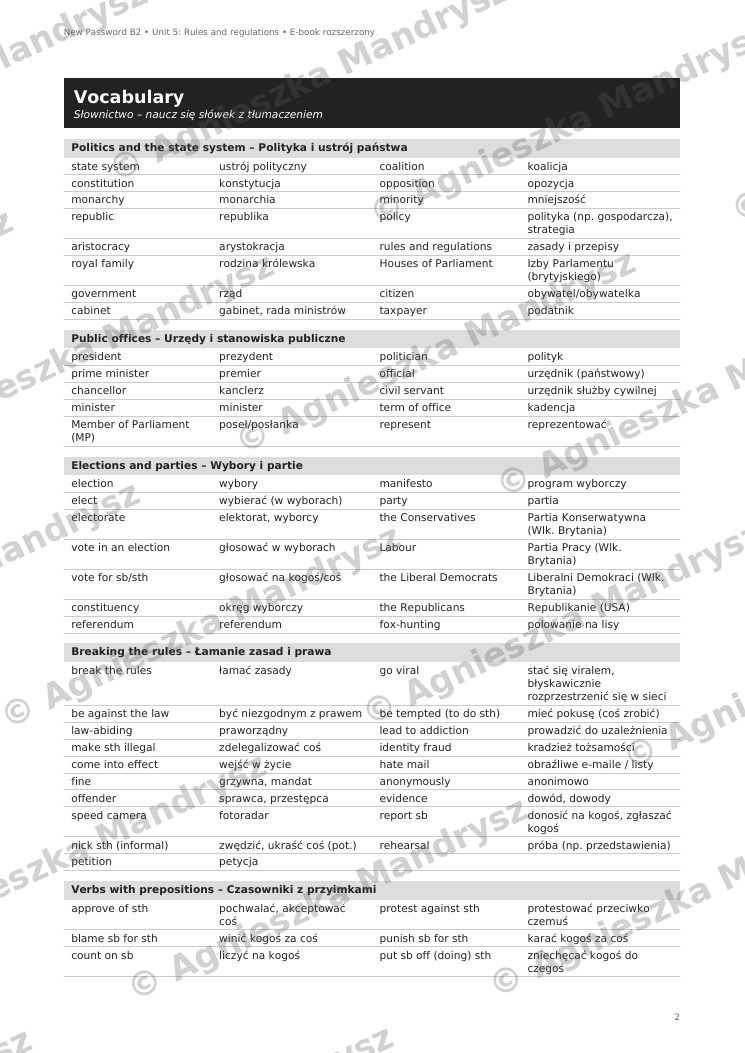 New Password B2 • Unit 5: Rules and regulations • E-book rozszerzony
Vocabulary
Słownictwo – naucz się słówek z tłumaczeniem
Politics and the state system – Polityka i ustrój państwa
state system ustrój polityczny coalition koalicja
constitution konstytucja opposition opozycja
monarchy monarchia minority mniejszość
republic republika policy polityka (np. gospodarcza),
strategia
aristocracy arystokracja rules and regulations zasady i przepisy
royal family rodzina królewska Houses of Parliament Izby Parlamentu
(brytyjskiego)
government rząd citizen obywatel/obywatelka
cabinet gabinet, rada ministrów taxpayer podatnik
Public offices – Urzędy i stanowiska publiczne
president prezydent politician polityk
prime minister premier official urzędnik (państwowy)
chancellor kanclerz civil servant urzędnik służby cywilnej
minister minister term of office kadencja
Member of Parliament poseł/posłanka represent reprezentować
(MP)
Elections and parties – Wybory i partie
election wybory manifesto program wyborczy
elect wybierać (w wyborach) party partia
electorate elektorat, wyborcy the Conservatives Partia Konserwatywna
(Wlk. Brytania)
vote in an election głosować w wyborach Labour Partia Pracy (Wlk.
Brytania)
vote for sb/sth głosować na kogoś/coś the Liberal Democrats Liberalni Demokraci (Wlk.
Brytania)
constituency okręg wyborczy the Republicans Republikanie (USA)
referendum referendum fox-hunting polowanie na lisy
Breaking the rules – Łamanie zasad i prawa
break the rules łamać zasady go viral stać się viralem,
błyskawicznie
rozprzestrzenić się w sieci
be against the law być niezgodnym z prawem be tempted (to do sth) mieć pokusę (coś zrobić)
law-abiding praworządny lead to addiction prowadzić do uzależnienia
make sth illegal zdelegalizować coś identity fraud kradzież tożsamości
come into effect wejść w życie hate mail obraźliwe e-maile / listy
fine grzywna, mandat anonymously anonimowo
offender sprawca, przestępca evidence dowód, dowody
speed camera fotoradar report sb donosić na kogoś, zgłaszać
kogoś
nick sth (informal) zwędzić, ukraść coś (pot.) rehearsal próba (np. przedstawienia)
petition petycja
Verbs with prepositions – Czasowniki z przyimkami
approve of sth pochwalać, akceptować protest against sth protestować przeciwko
coś czemuś
blame sb for sth winić kogoś za coś punish sb for sth karać kogoś za coś
count on sb liczyć na kogoś put sb off (doing) sth zniechęcać kogoś do
czegoś
2
© Agnieszka Mandrysz